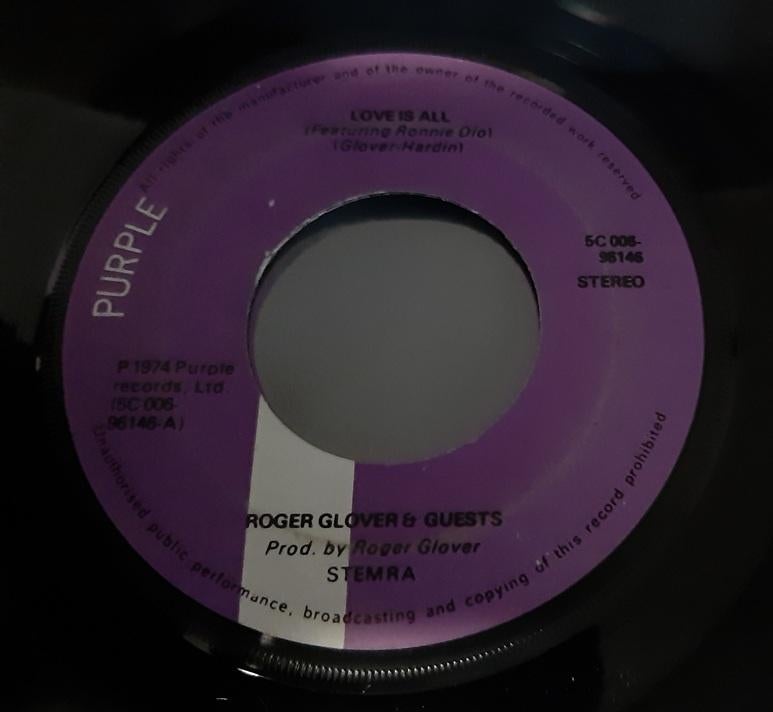 All rights of the manufacturer and of the owner of the recorded work reserved
LOVE IS ALL
(Featuring Ronnie Dio)
(Glover-Hardin)
PURPLE
5C 006-
96146
STEREO
P 1974 Purple
records, Ltd.
(5C 006-
96146-A)
ROGER GLOVER & GUESTS
Prod. by Roger Glover
STEMRA
Unauthorised public performance, broadcasting and copying of this record prohibited